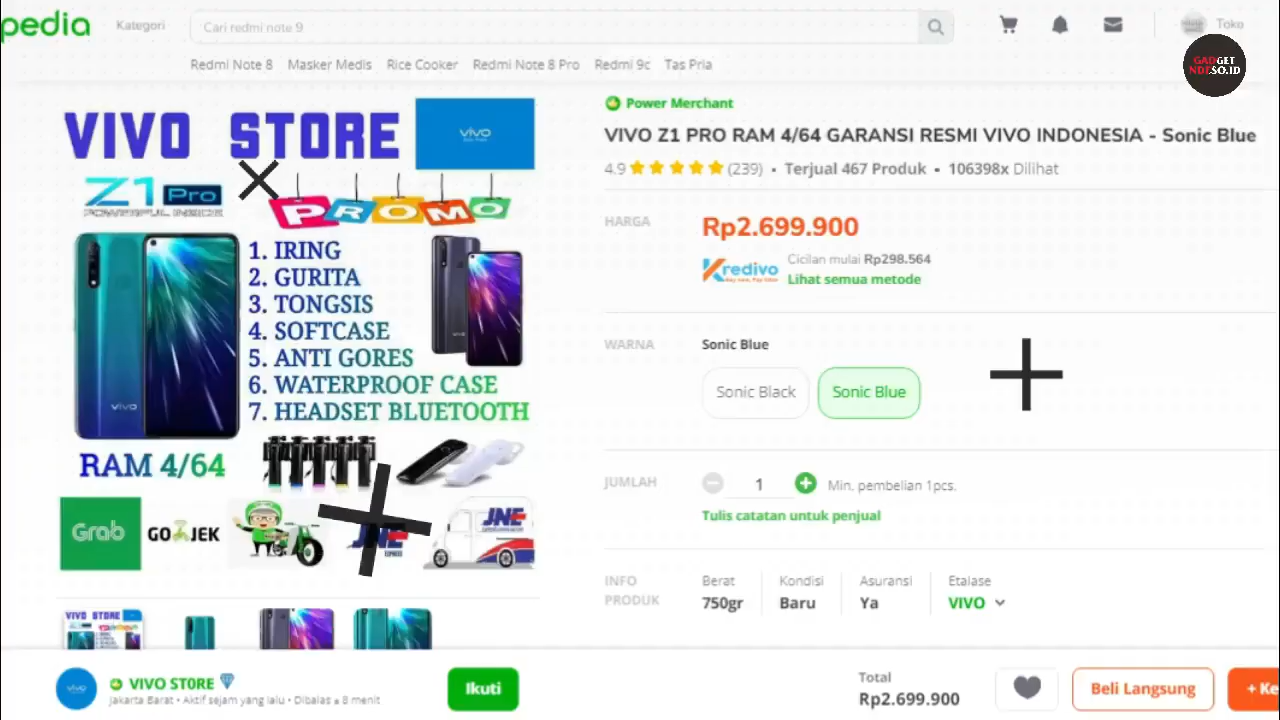 pedia
Kategori
Cari redmi note 9
Toko
Redmi Note 8 Masker Medis Rice Cooker Redmi Note 8 Pro Redmi 9c Tas Pria
GADGET
NDESO.ID
VIVO STORE
vivo
Z1 Pro
POWERFUL INSIDE
PROMO
1. IRING
2. GURITA
3. TONGSIS
4. SOFTCASE
5. ANTI GORES
6. WATERPROOF CASE
7. HEADSET BLUETOOTH
vivo
vivo
RAM 4/64
Grab
GOJEK
JNE
EXPRESS
JNE
VIVO STORE
Power Merchant
VIVO Z1 PRO RAM 4/64 GARANSI RESMI VIVO INDONESIA - Sonic Blue
4.9 (239) • Terjual 467 Produk • 106398x Dilihat
HARGA
Rp2.699.900
Kredivo
Cicilan mulai Rp298.564
Lihat semua metode
WARNA
Sonic Blue
Sonic Black
Sonic Blue
JUMLAH
1
Min. pembelian 1pcs.
Tulis catatan untuk penjual
INFO
PRODUK
Berat
750gr
Kondisi
Baru
Asuransi
Ya
Etalase
VIVO
vivo
VIVO ST0RE
Jakarta Barat • Aktif sejam yang lalu • Dibalas ± 8 menit
Ikuti
Total
Rp2.699.900
Beli Langsung
+ Ke